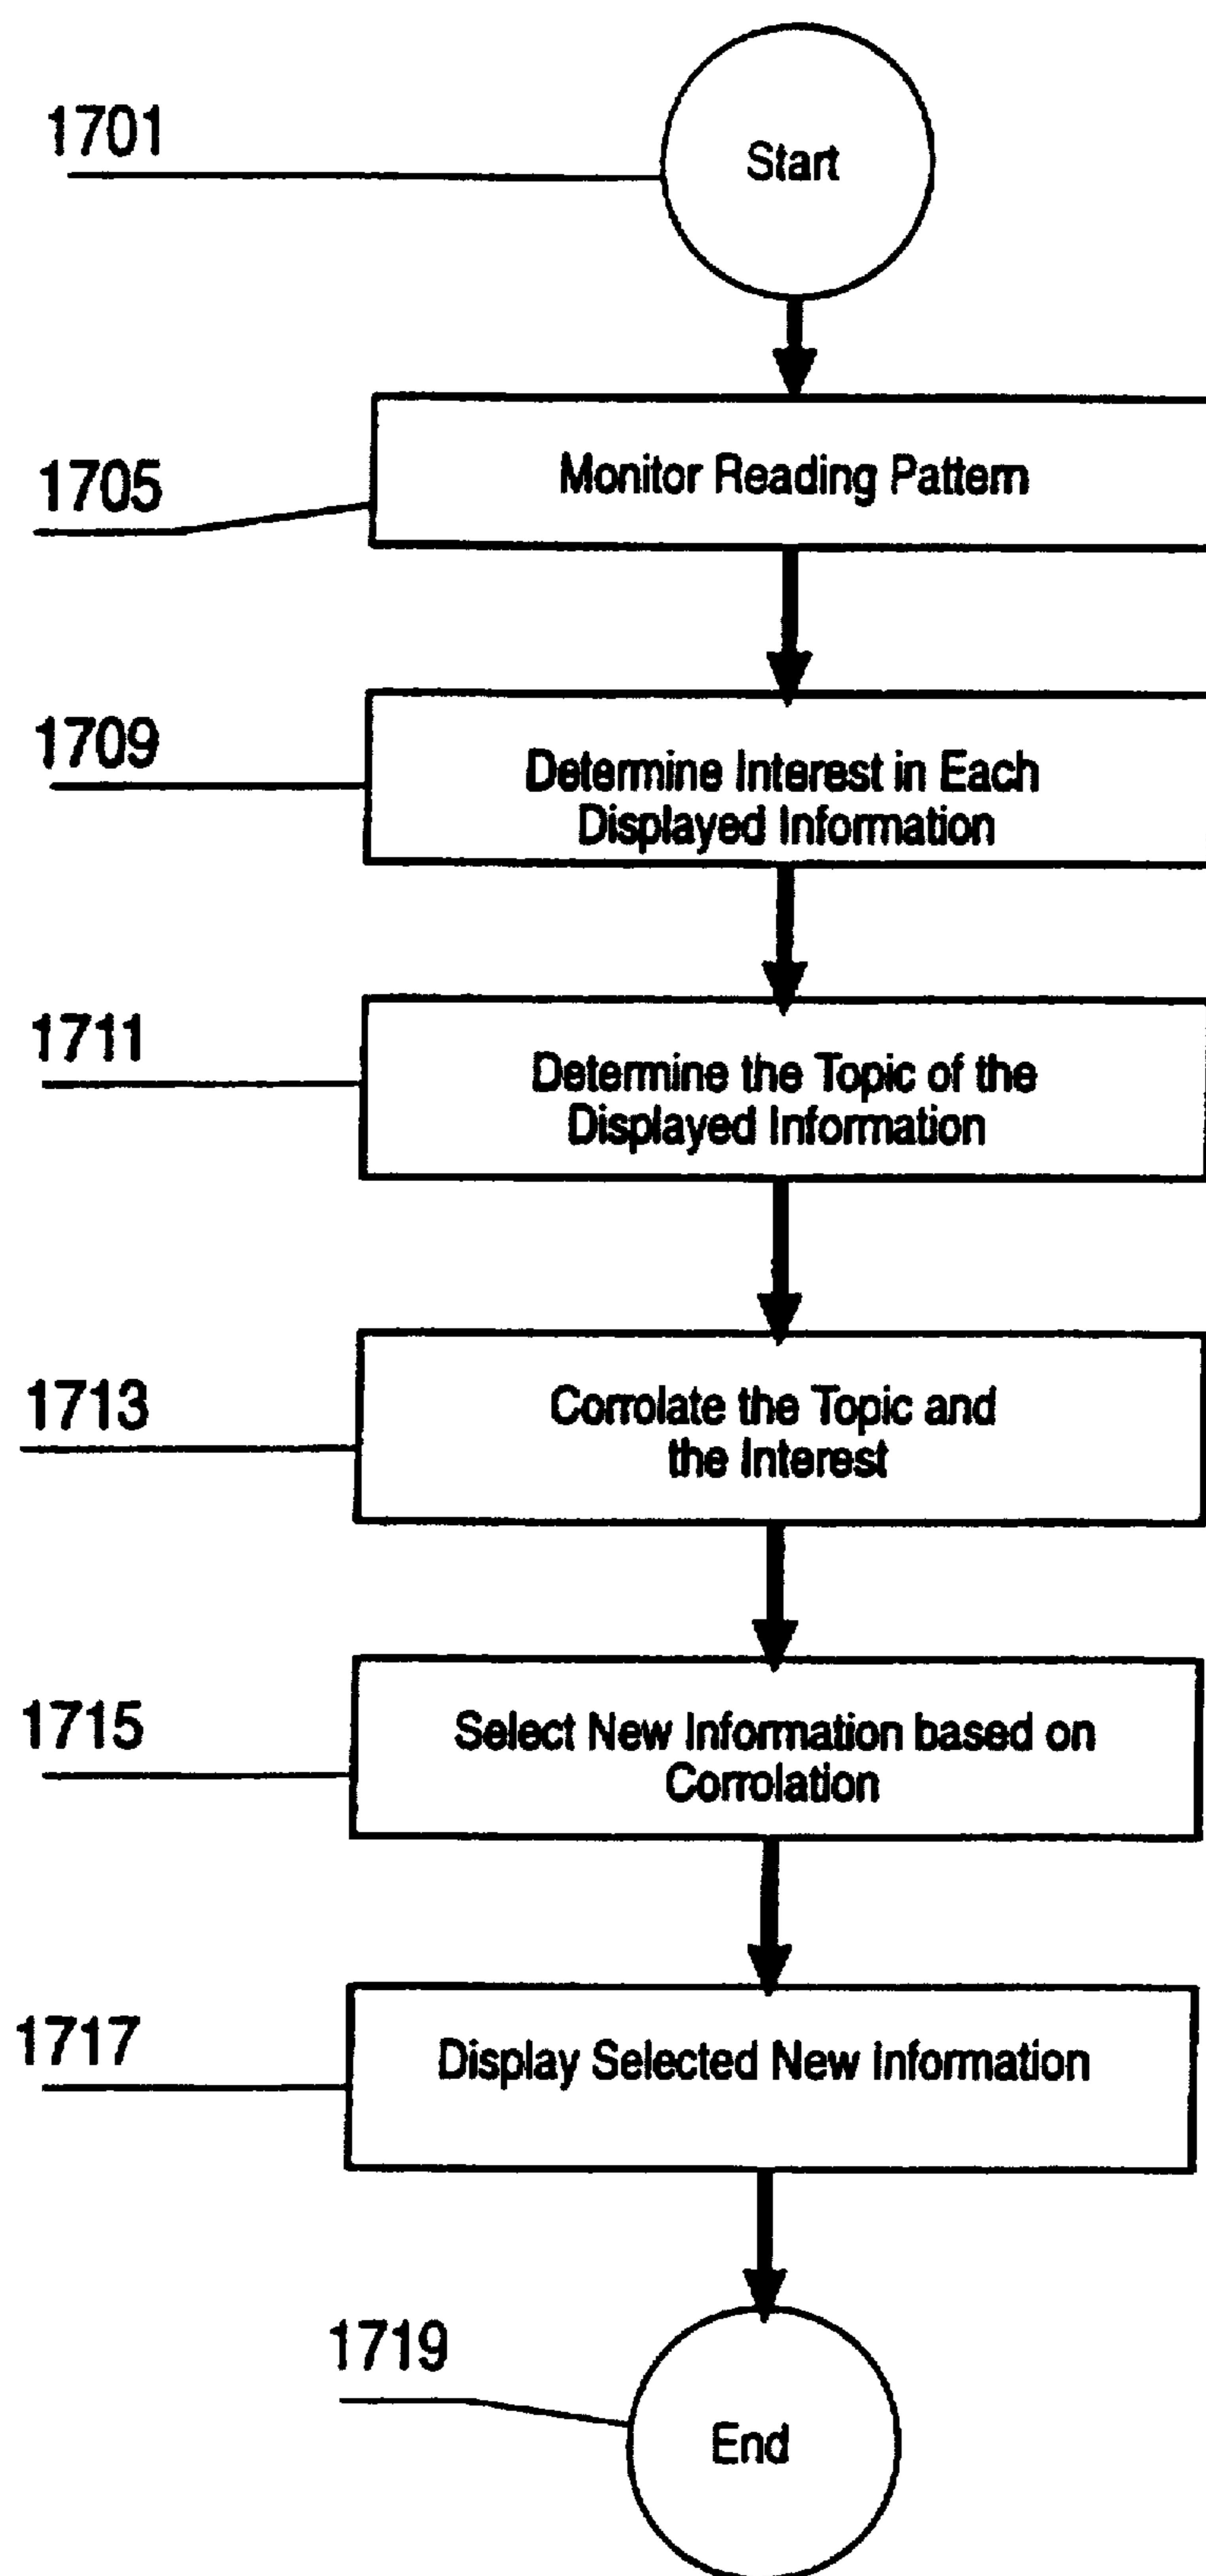 1701
Start
1705
Monitor Reading Pattern
1709
Determine Interest in Each
Displayed Information
1711
Determine the Topic of the
Displayed Information
1713
Corrolate the Topic and
the Interest
1715
Select New Information based on
Corrolation
1717
Display Selected New Information
1719
End